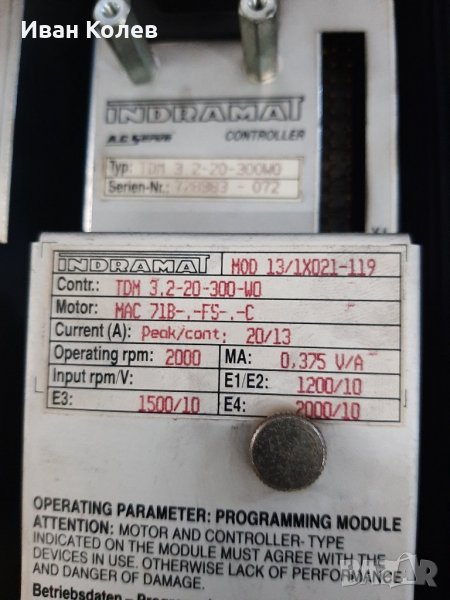 Иван Колев
INDRAMAT
A.C. SERVO CONTROLLER
Typ: TDM 3.2-20-300W0
Serien-Nr.: - 072
INDRAMAT MOD 13/1X021-119
Contr.: TDM 3.2-20-300-W0
Motor: MAC 71B-.-FS-.-C
Current (A): Peak/cont: 20/13
Operating rpm: 2000 MA: 0,375 V/A
Input rpm/V: E1/E2: 1200/10
E3: 1500/10 E4: 2000/10
OPERATING PARAMETER: PROGRAMMING MODULE
ATTENTION: MOTOR AND CONTROLLER-TYPE
INDICATED ON THE MODULE MUST AGREE WITH THE
DEVICES IN USE. OTHERWISE LACK OF PERFORMANCE
AND DANGER OF DAMAGE.
BAZAR